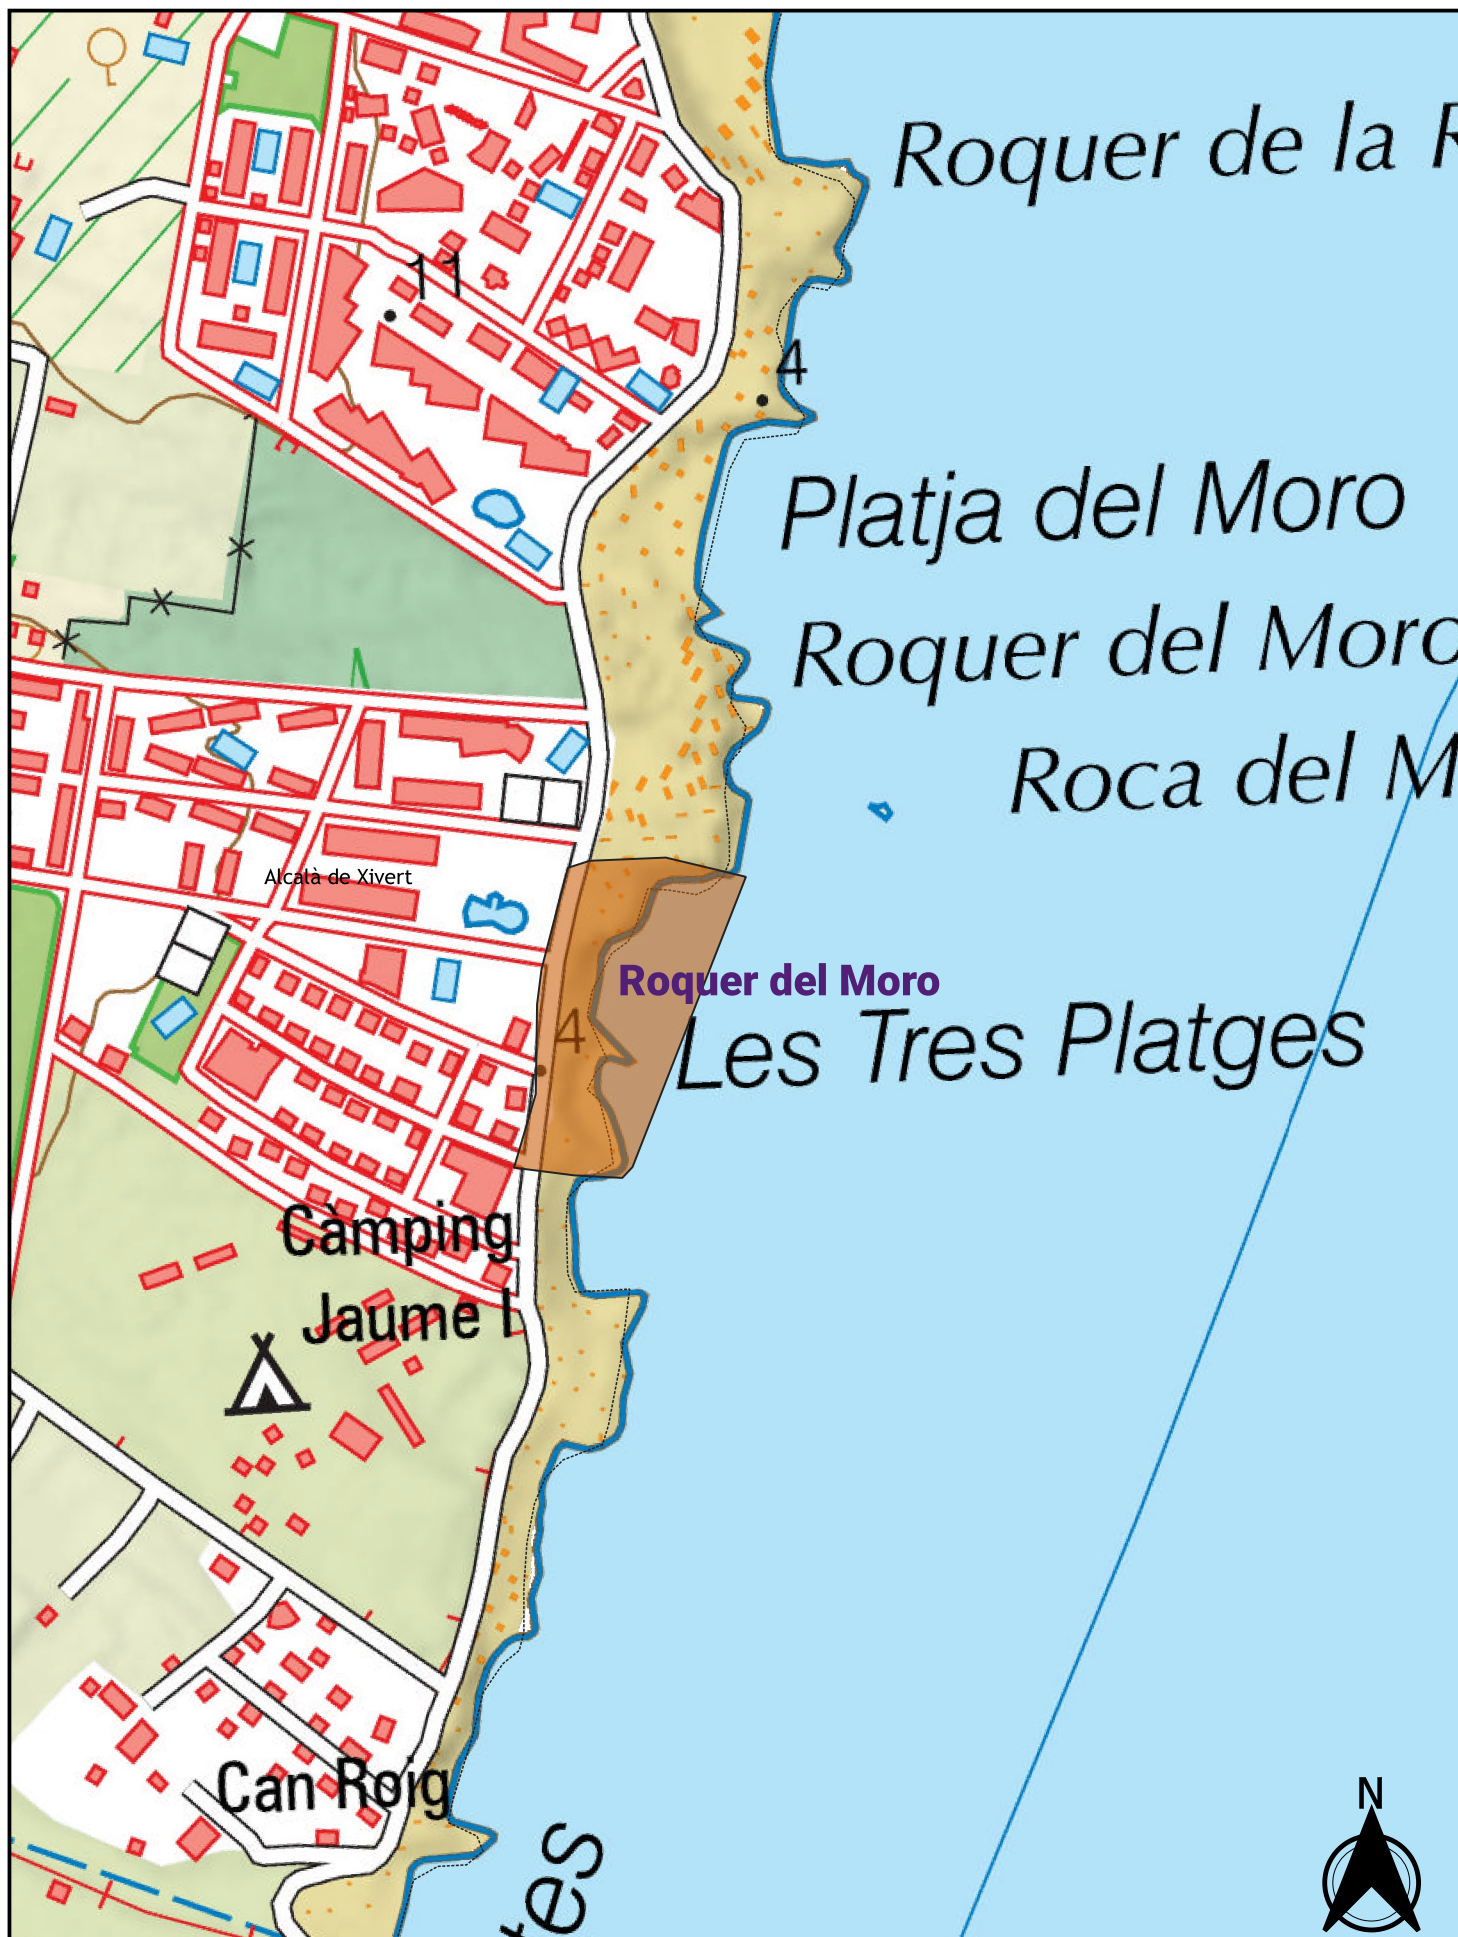 Roquer de la
11
4
Platja del Moro
Roquer del Moro
Roca del
Alcalà de Xivert
Roquer del Moro
4
Les Tres Platges
Càmping
Jaume I
Can Roig
N